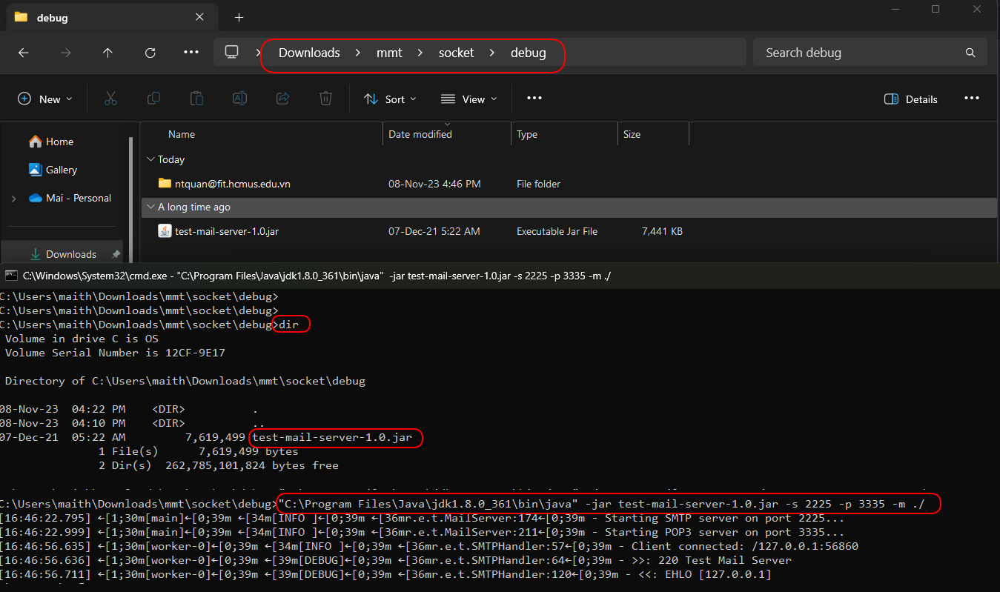 debug
Downloads > mmt > socket > debug
Search debug
New
Sort
View
Details
Name Date modified Type Size
Home
Gallery
Mai - Personal
Downloads
Today
ntquan@fit.hcmus.edu.vn 08-Nov-23 4:46 PM File folder
A long time ago
test-mail-server-1.0.jar 07-Dec-21 5:22 AM Executable Jar File 7,441 KB
C:\Windows\System32\cmd.exe - "C:\Program Files\Java\jdk1.8.0_361\bin\java" -jar test-mail-server-1.0.jar -s 2225 -p 3335 -m ./
C:\Users\maith\Downloads\mmt\socket\debug>
C:\Users\maith\Downloads\mmt\socket\debug>
C:\Users\maith\Downloads\mmt\socket\debug>dir
Volume in drive C is OS
Volume Serial Number is 12CF-9E17
Directory of C:\Users\maith\Downloads\mmt\socket\debug
08-Nov-23 04:22 PM <DIR> .
08-Nov-23 04:10 PM <DIR> ..
07-Dec-21 05:22 AM 7,619,499 test-mail-server-1.0.jar
1 File(s) 7,619,499 bytes
2 Dir(s) 262,785,101,824 bytes free
C:\Users\maith\Downloads\mmt\socket\debug>"C:\Program Files\Java\jdk1.8.0_361\bin\java" -jar test-mail-server-1.0.jar -s 2225 -p 3335 -m ./
[16:46:22.795] ←[1;30m[main]←[0;39m ←[34m[INFO ]←[0;39m ←[36mr.e.t.MailServer:174←[0;39m - Starting SMTP server on port 2225...
[16:46:22.999] ←[1;30m[main]←[0;39m ←[34m[INFO ]←[0;39m ←[36mr.e.t.MailServer:211←[0;39m - Starting POP3 server on port 3335...
[16:46:56.635] ←[1;30m[worker-0]←[0;39m ←[34m[INFO ]←[0;39m ←[36mr.e.t.SMTPHandler:57←[0;39m - Client connected: /127.0.0.1:56860
[16:46:56.636] ←[1;30m[worker-0]←[0;39m ←[39m[DEBUG]←[0;39m ←[36mr.e.t.SMTPHandler:64←[0;39m - >>: 220 Test Mail Server
[16:46:56.711] ←[1;30m[worker-0]←[0;39m ←[39m[DEBUG]←[0;39m ←[36mr.e.t.SMTPHandler:120←[0;39m - <<: EHLO [127.0.0.1]